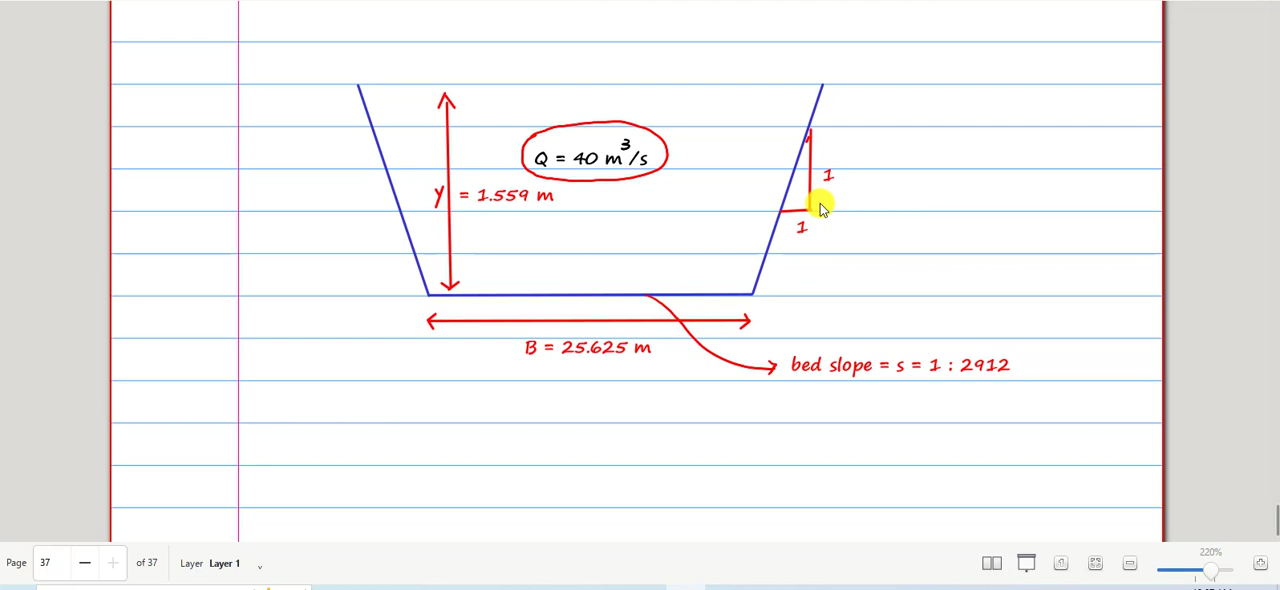 Q = 40 m³/s
y = 1.559 m
1
1
B = 25.625 m
bed slope = s = 1 : 2912
Page 37 of 37 Layer Layer 1
220%